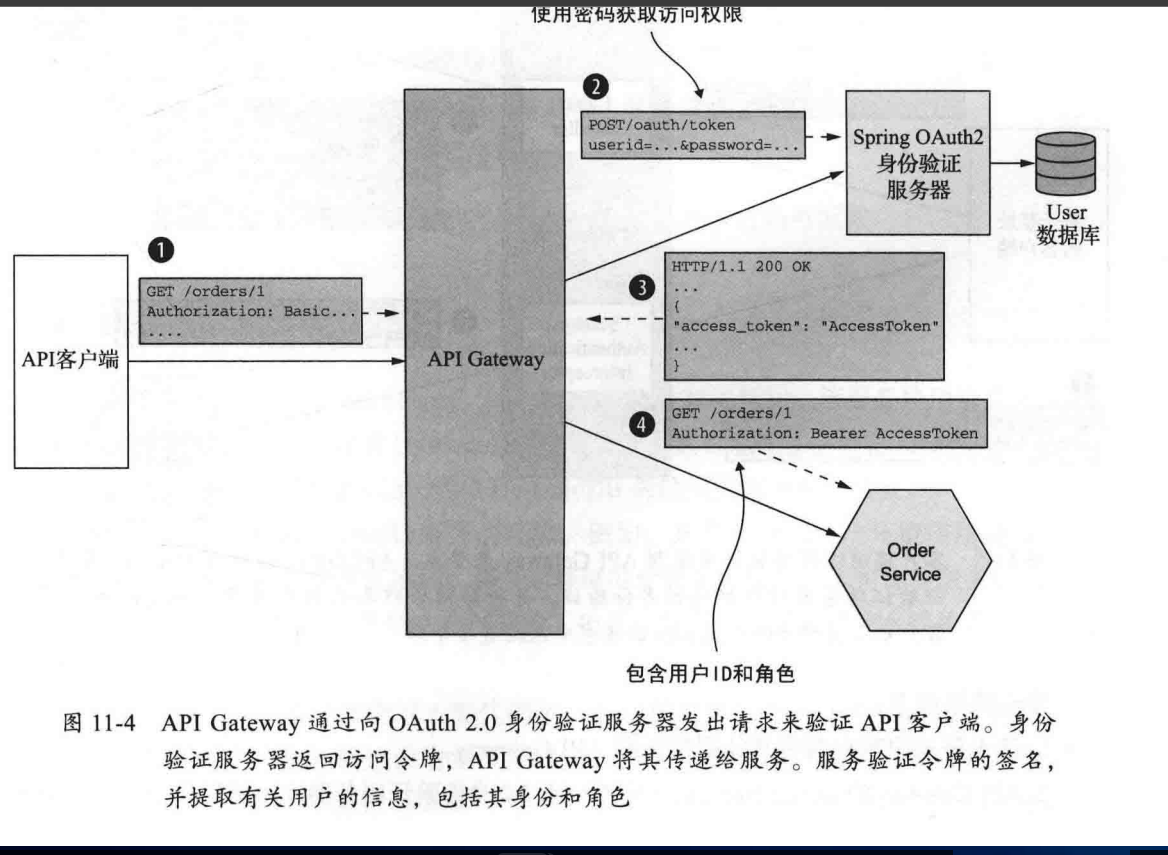 使用密码获取访问权限
2
POST/oauth/token
userid=...&password=...
Spring OAuth2
身份验证
服务器
User
数据库
1
GET /orders/1
Authorization: Basic...
....
API客户端
API Gateway
3
HTTP/1.1 200 OK
...
{
"access_token": "AccessToken"
...
}
4
GET /orders/1
Authorization: Bearer AccessToken
Order
Service
包含用户ID和角色
图 11-4 API Gateway 通过向 OAuth 2.0 身份验证服务器发出请求来验证 API 客户端。身份
验证服务器返回访问令牌，API Gateway 将其传递给服务。服务验证令牌的签名，
并提取有关用户的信息，包括其身份和角色